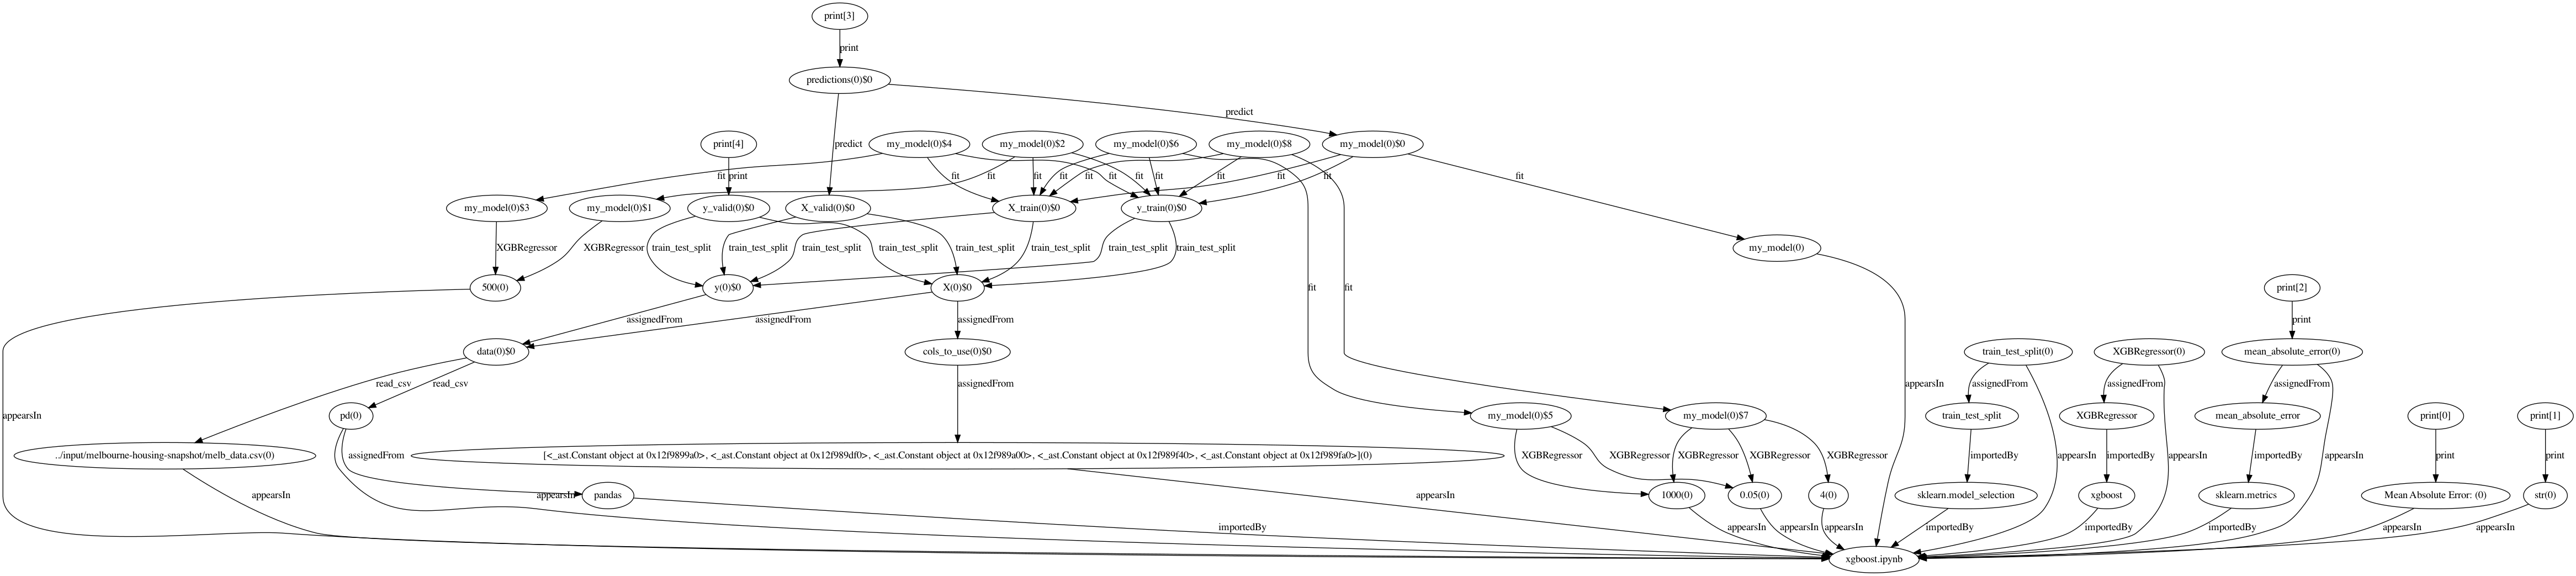 print[3]
print
predictions(0)$0
predict
print[4]
my_model(0)$4
my_model(0)$2
my_model(0)$6
my_model(0)$8
my_model(0)$0
predict
fit
print
fit
fit
fit
fit
fit
fit
fit
fit
fit
fit
fit
my_model(0)$3
my_model(0)$1
y_valid(0)$0
X_valid(0)$0
X_train(0)$0
y_train(0)$0
XGBRegressor
XGBRegressor
train_test_split
train_test_split
train_test_split
train_test_split
train_test_split
train_test_split
train_test_split
train_test_split
my_model(0)
500(0)
y(0)$0
X(0)$0
fit
fit
print[2]
assignedFrom
assignedFrom
assignedFrom
print
data(0)$0
cols_to_use(0)$0
train_test_split(0)
XGBRegressor(0)
mean_absolute_error(0)
read_csv
read_csv
assignedFrom
appearsIn
assignedFrom
assignedFrom
assignedFrom
appearsIn
pd(0)
my_model(0)$5
my_model(0)$7
train_test_split
XGBRegressor
mean_absolute_error
print[0]
print[1]
../input/melbourne-housing-snapshot/melb_data.csv(0)
assignedFrom
[<_ast.Constant object at 0x12f9899a0>, <_ast.Constant object at 0x12f989df0>, <_ast.Constant object at 0x12f989a00>, <_ast.Constant object at 0x12f989f40>, <_ast.Constant object at 0x12f989fa0>](0)
XGBRegressor
XGBRegressor
XGBRegressor
XGBRegressor
XGBRegressor
importedBy
appearsIn
importedBy
appearsIn
importedBy
appearsIn
print
print
appearsIn
appearsIn
pandas
appearsIn
1000(0)
0.05(0)
4(0)
sklearn.model_selection
xgboost
sklearn.metrics
Mean Absolute Error: (0)
str(0)
importedBy
appearsIn
appearsIn
appearsIn
importedBy
importedBy
importedBy
appearsIn
appearsIn
xgboost.ipynb